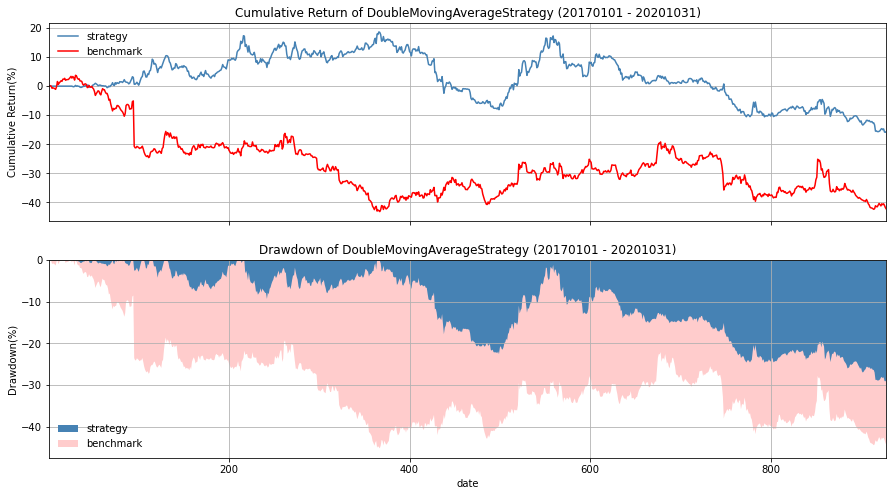 Cumulative Return of DoubleMovingAverageStrategy (20170101 - 20201031)
20
10
0
−10
−20
−30
−40
Cumulative Return(%)
strategy
benchmark
Drawdown of DoubleMovingAverageStrategy (20170101 - 20201031)
0
−10
−20
−30
−40
Drawdown(%)
strategy
benchmark
200 400 600 800
date